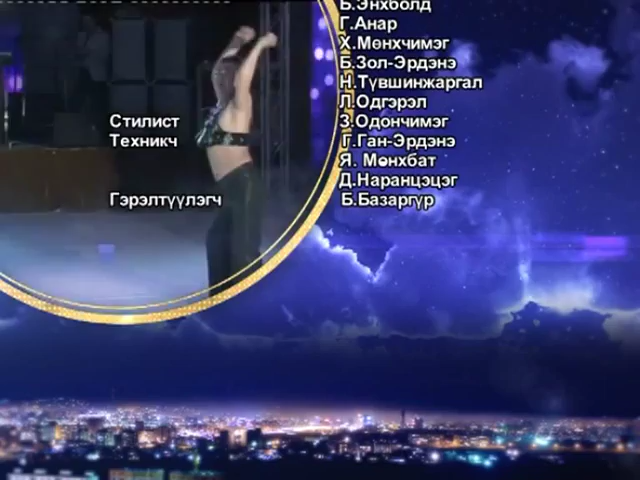 Б.Энхболд
Г.Анар
Х.Мөнхчимэг
Б.Зол-Эрдэнэ
Н.Түвшинжаргал
Л.Одгэрэл
Стилист З.Одончимэг
Техникч Г.Ган-Эрдэнэ
Я. Мөнхбат
Д.Наранцэцэг
Гэрэлтүүлэгч Б.Базаргүр